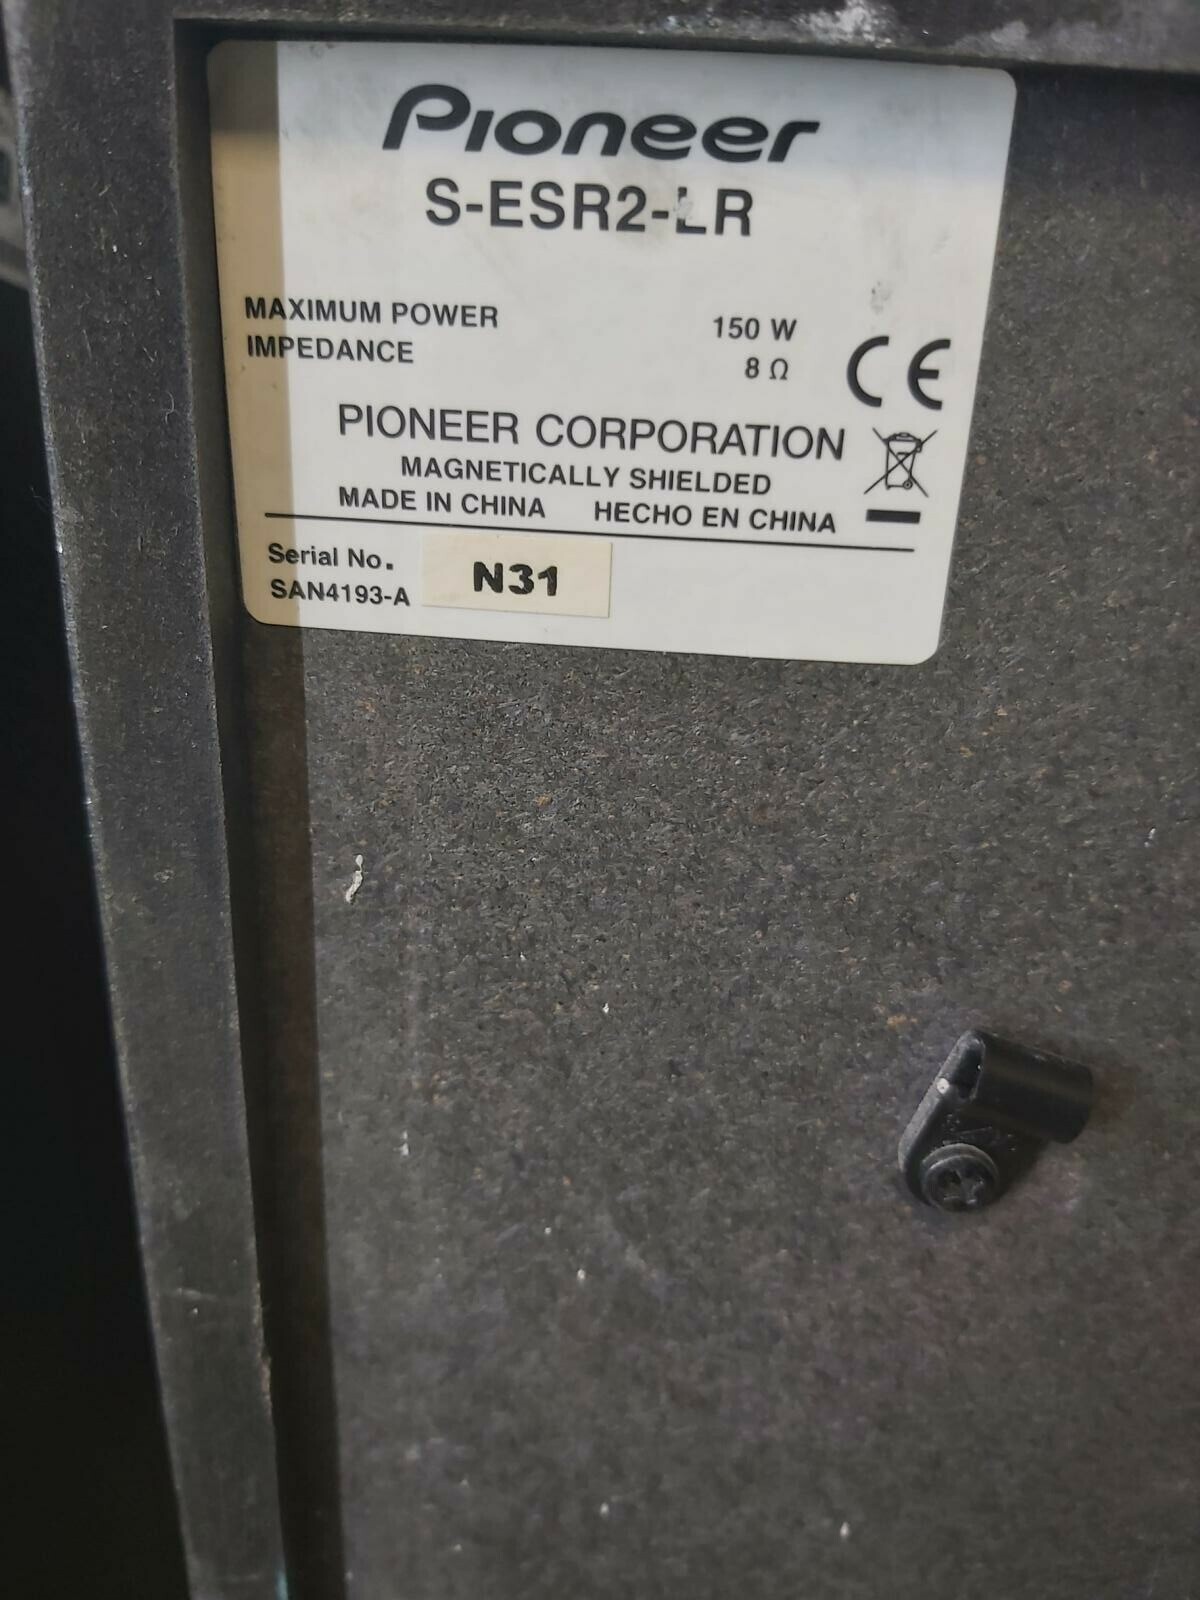 Pioneer
S-ESR2-LR
MAXIMUM POWER 150 W
IMPEDANCE 8 Ω
CE
PIONEER CORPORATION
MAGNETICALLY SHIELDED
MADE IN CHINA HECHO EN CHINA
Serial No.
SAN4193-A N31